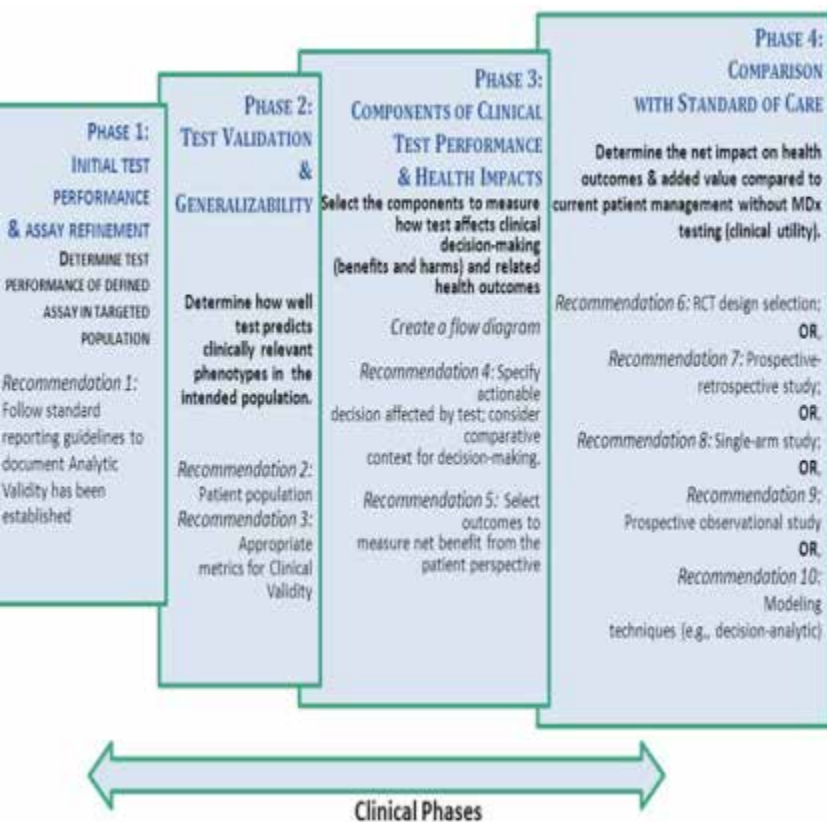 PHASE 1:
INITIAL TEST
PERFORMANCE
& ASSAY REFINEMENT
DETERMINE TEST
PERFORMANCE OF DEFINED
ASSAY IN TARGETED
POPULATION
Recommendation 1:
Follow standard
reporting guidelines to
document Analytic
Validity has been
established
PHASE 2:
TEST VALIDATION
&
GENERALIZABILITY
Determine how well
test predicts
clinically relevant
phenotypes in the
intended population.
Recommendation 2:
Patient population
Recommendation 3:
Appropriate
metrics for Clinical
Validity
PHASE 3:
COMPONENTS OF CLINICAL
TEST PERFORMANCE
& HEALTH IMPACTS
Select the components to measure
how test affects clinical
decision-making
(benefits and harms) and related
health outcomes
Create a flow diagram
Recommendation 4: Specify
actionable
decision affected by test; consider
comparative
context for decision-making.
Recommendation 5: Select
outcomes to
measure net benefit from the
patient perspective
PHASE 4:
COMPARISON
WITH STANDARD OF CARE
Determine the net impact on health
outcomes & added value compared to
current patient management without MDx
testing (clinical utility).
Recommendation 6: RCT design selection;
OR,
Recommendation 7: Prospective-
retrospective study;
OR,
Recommendation 8: Single-arm study;
OR,
Recommendation 9:
Prospective observational study
OR,
Recommendation 10:
Modeling
techniques (e.g., decision-analytic)
Clinical Phases